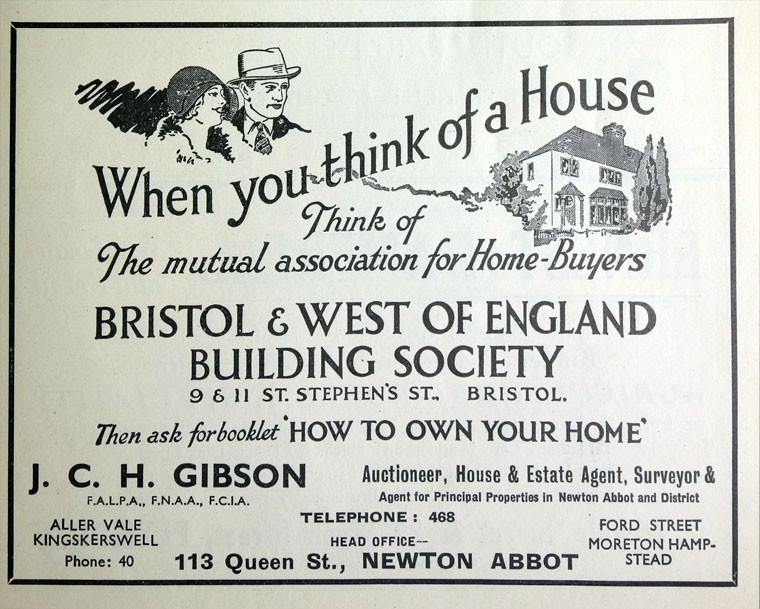 When you think of a House
Think of
The mutual association for Home-Buyers
BRISTOL & WEST OF ENGLAND
BUILDING SOCIETY
9 & 11 ST. STEPHEN'S ST., BRISTOL.
Then ask for booklet 'HOW TO OWN YOUR HOME'
J. C. H. GIBSON
F.A.L.P.A., F.N.A.A., F.C.I.A.
Auctioneer, House & Estate Agent, Surveyor &
Agent for Principal Properties in Newton Abbot and District
TELEPHONE : 468
ALLER VALE
KINGSKERSWELL
Phone: 40
HEAD OFFICE—
113 Queen St., NEWTON ABBOT
FORD STREET
MORETON HAMP-
STEAD